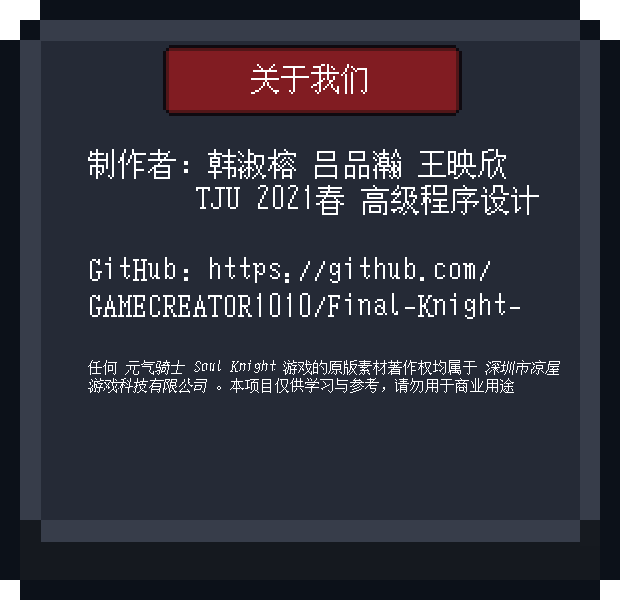 关于我们
制作者：韩淑榕 吕品瀚 王映欣
TJU 2021春 高级程序设计
GitHub: https://github.com/
GAMECREATOR1010/Final-Knight-
任何 元气骑士 Soul Knight 游戏的原版素材著作权均属于 深圳市凉屋
游戏科技有限公司 。本项目仅供学习与参考，请勿用于商业用途